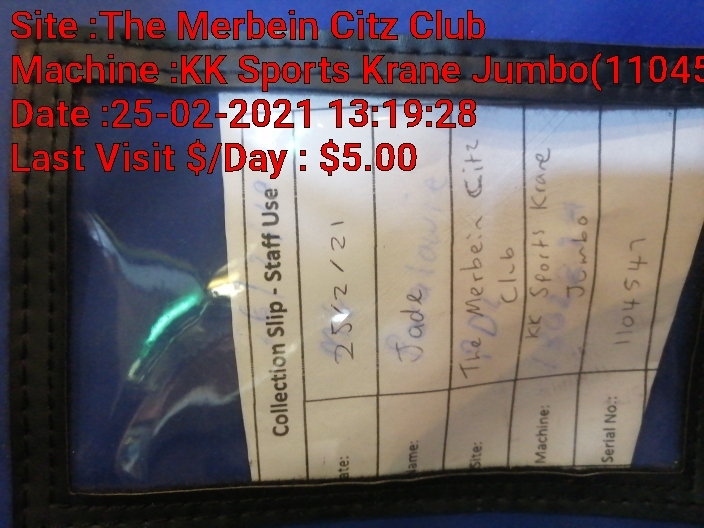 Site :The Merbein Citz Club
Machine :KK Sports Krane Jumbo(11045
Date :25-02-2021 13:19:28
Last Visit $/Day : $5.00
Collection Slip - Staff Use
ate: 25/2/21
ame: Jade
Site: The Merbein Citz
Club
Machine: KK Sports Krane
Jumbo
Serial No.: 1104547